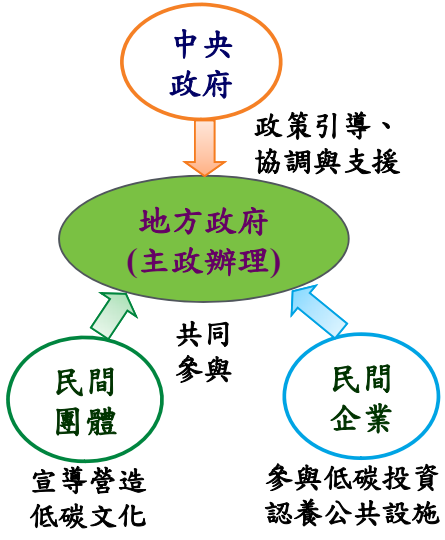 中央
政府
政策引導、
協調與支援
地方政府
(主政辦理)
共同
參與
民間
團體
民間
企業
宣導營造
低碳文化
參與低碳投資
認養公共設施